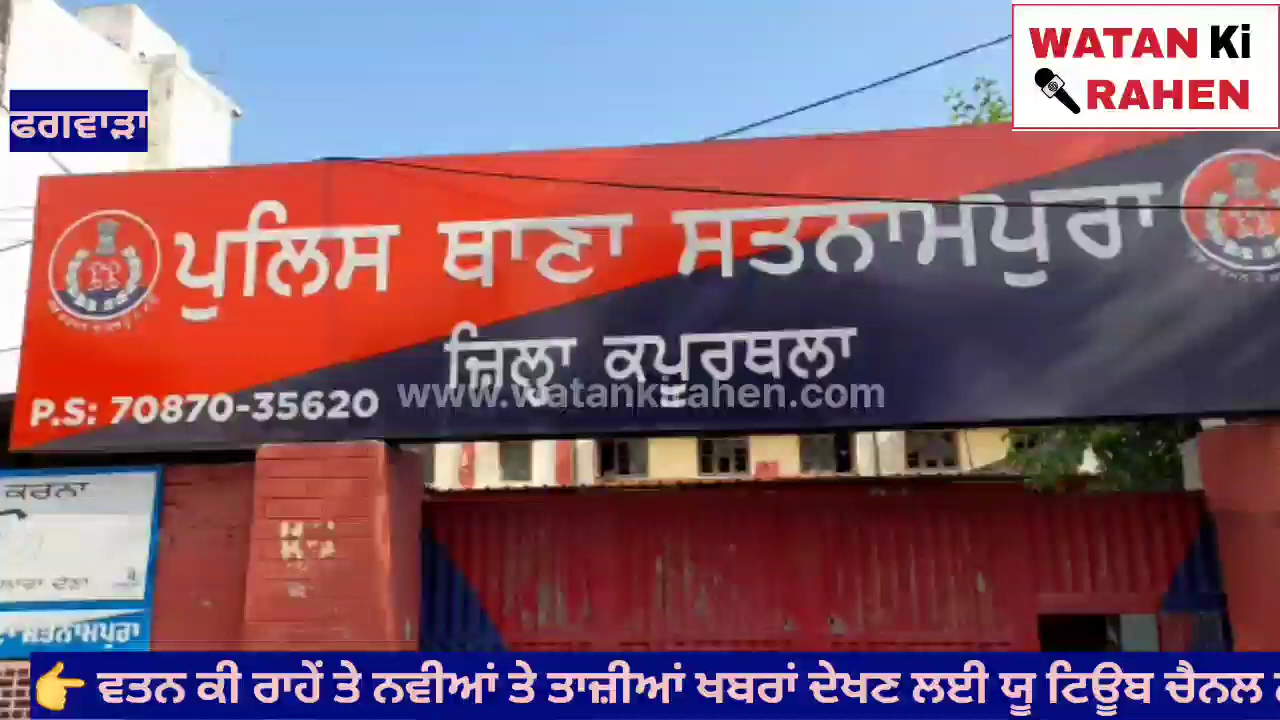 WATAN Ki
RAHEN
ਫਗਵਾੜਾ
ਪੁਲਿਸ ਥਾਣਾ ਸਤਨਾਮਪੁਰਾ
ਜ਼ਿਲ੍ਹਾ ਕਪੂਰਥਲਾ
www.watankirahen.com
P.S: 70870-35620
ਕਰਨਾ
ਦੇਣਾ
ਸਤਨਾਮਪੁਰਾ
👉 ਵਤਨ ਕੀ ਰਾਹੇਂ ਤੇ ਨਵੀਆਂ ਤੇ ਤਾਜ਼ੀਆਂ ਖਬਰਾਂ ਦੇਖਣ ਲਈ ਯੂ ਟਿਊਬ ਚੈਨਲ